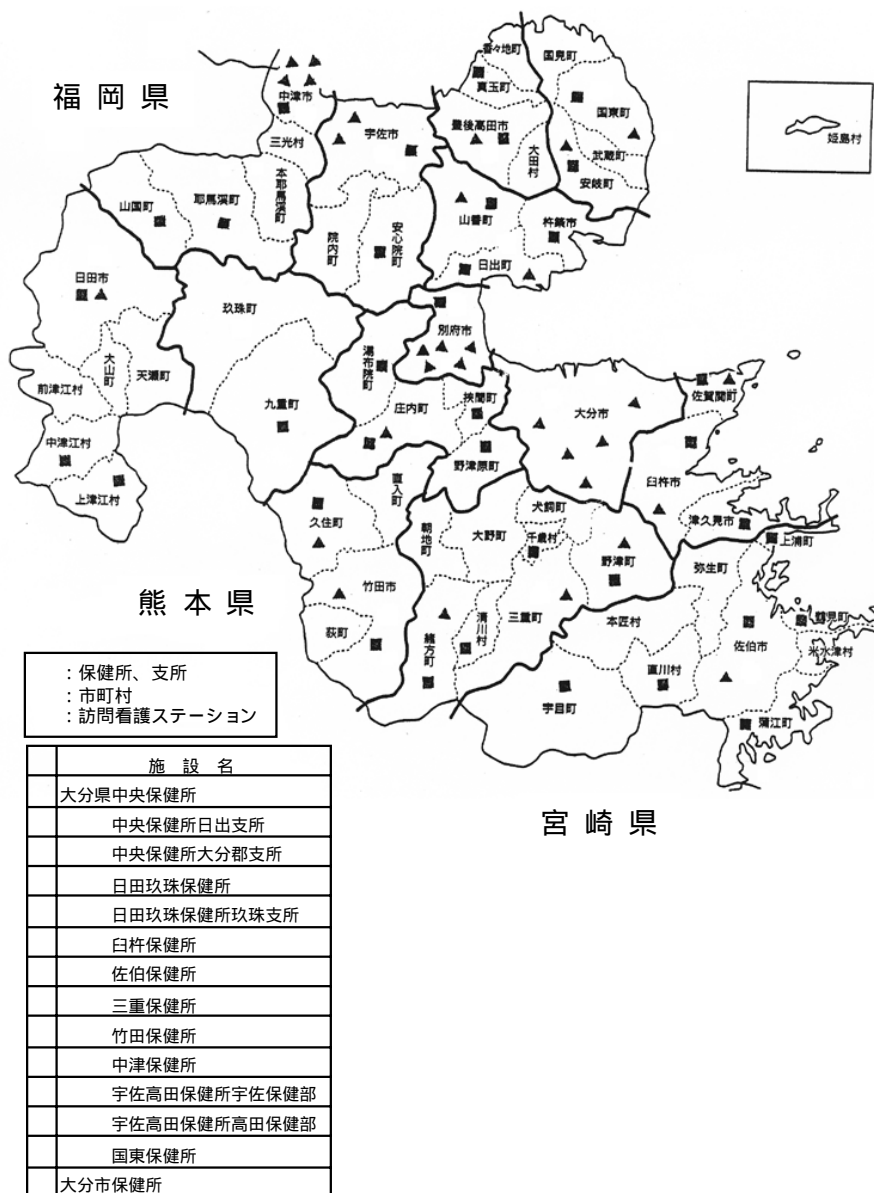 福岡県
香々地町
国見町
真玉町
中津市
国東町
宇佐市
豊後高田市
姫島村
三光村
大田村
武蔵町
安岐町
本耶馬溪町
耶馬溪町
山国町
山香町
杵築市
院内町
安心院町
日出町
日田市
玖珠町
別府市
湯布院町
大山町
天瀬町
前津江村
挾間町
大分市
佐賀関町
九重町
庄内町
中津江村
野津原町
臼杵市
上津江村
直入町
久住町
犬飼町
津久見市
朝地町
大野町
千歳村
上浦町
野津町
弥生町
竹田市
熊本県
清川村
三重町
本匠村
鶴見町
荻町
緒方町
佐伯市
米水津村
直川村
宇目町
蒲江町
：保健所、支所
：市町村
：訪問看護ステーション
宮崎県
施設名
大分県中央保健所
中央保健所日出支所
中央保健所大分郡支所
日田玖珠保健所
日田玖珠保健所玖珠支所
臼杵保健所
佐伯保健所
三重保健所
竹田保健所
中津保健所
宇佐高田保健所宇佐保健部
宇佐高田保健所高田保健部
国東保健所
大分市保健所